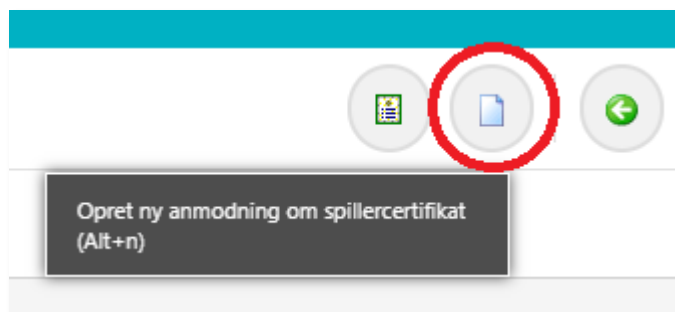 Opret ny anmodning om spillercertifikat
(Alt+n)